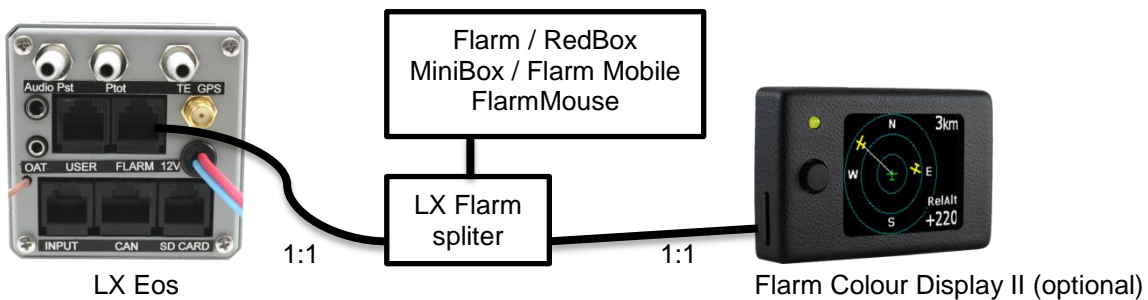 Audio Pst Ptot TE GPS
OAT USER FLARM 12V
INPUT CAN SD CARD
LX Eos
1:1
Flarm / RedBox
MiniBox / Flarm Mobile
FlarmMouse
LX Flarm
spliter
1:1
N 3km
W E
RelAlt
S +220
Flarm Colour Display II (optional)